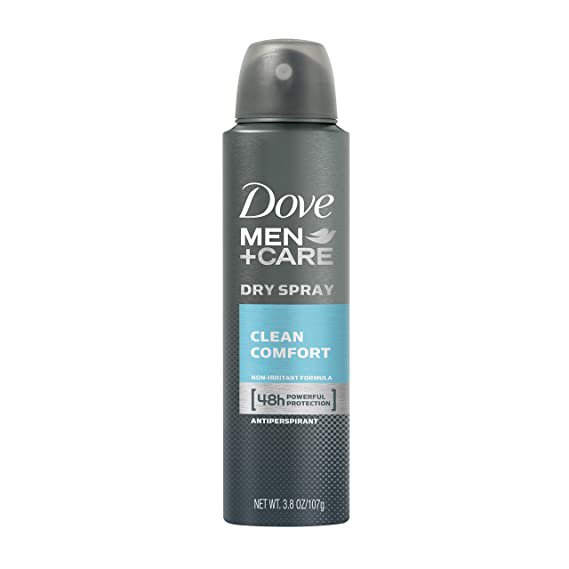 Dove
MEN
+CARE
DRY SPRAY
CLEAN
COMFORT
NON-IRRITANT FORMULA
[48h POWERFUL
PROTECTION]
ANTIPERSPIRANT
NET WT. 3.8 OZ/107g